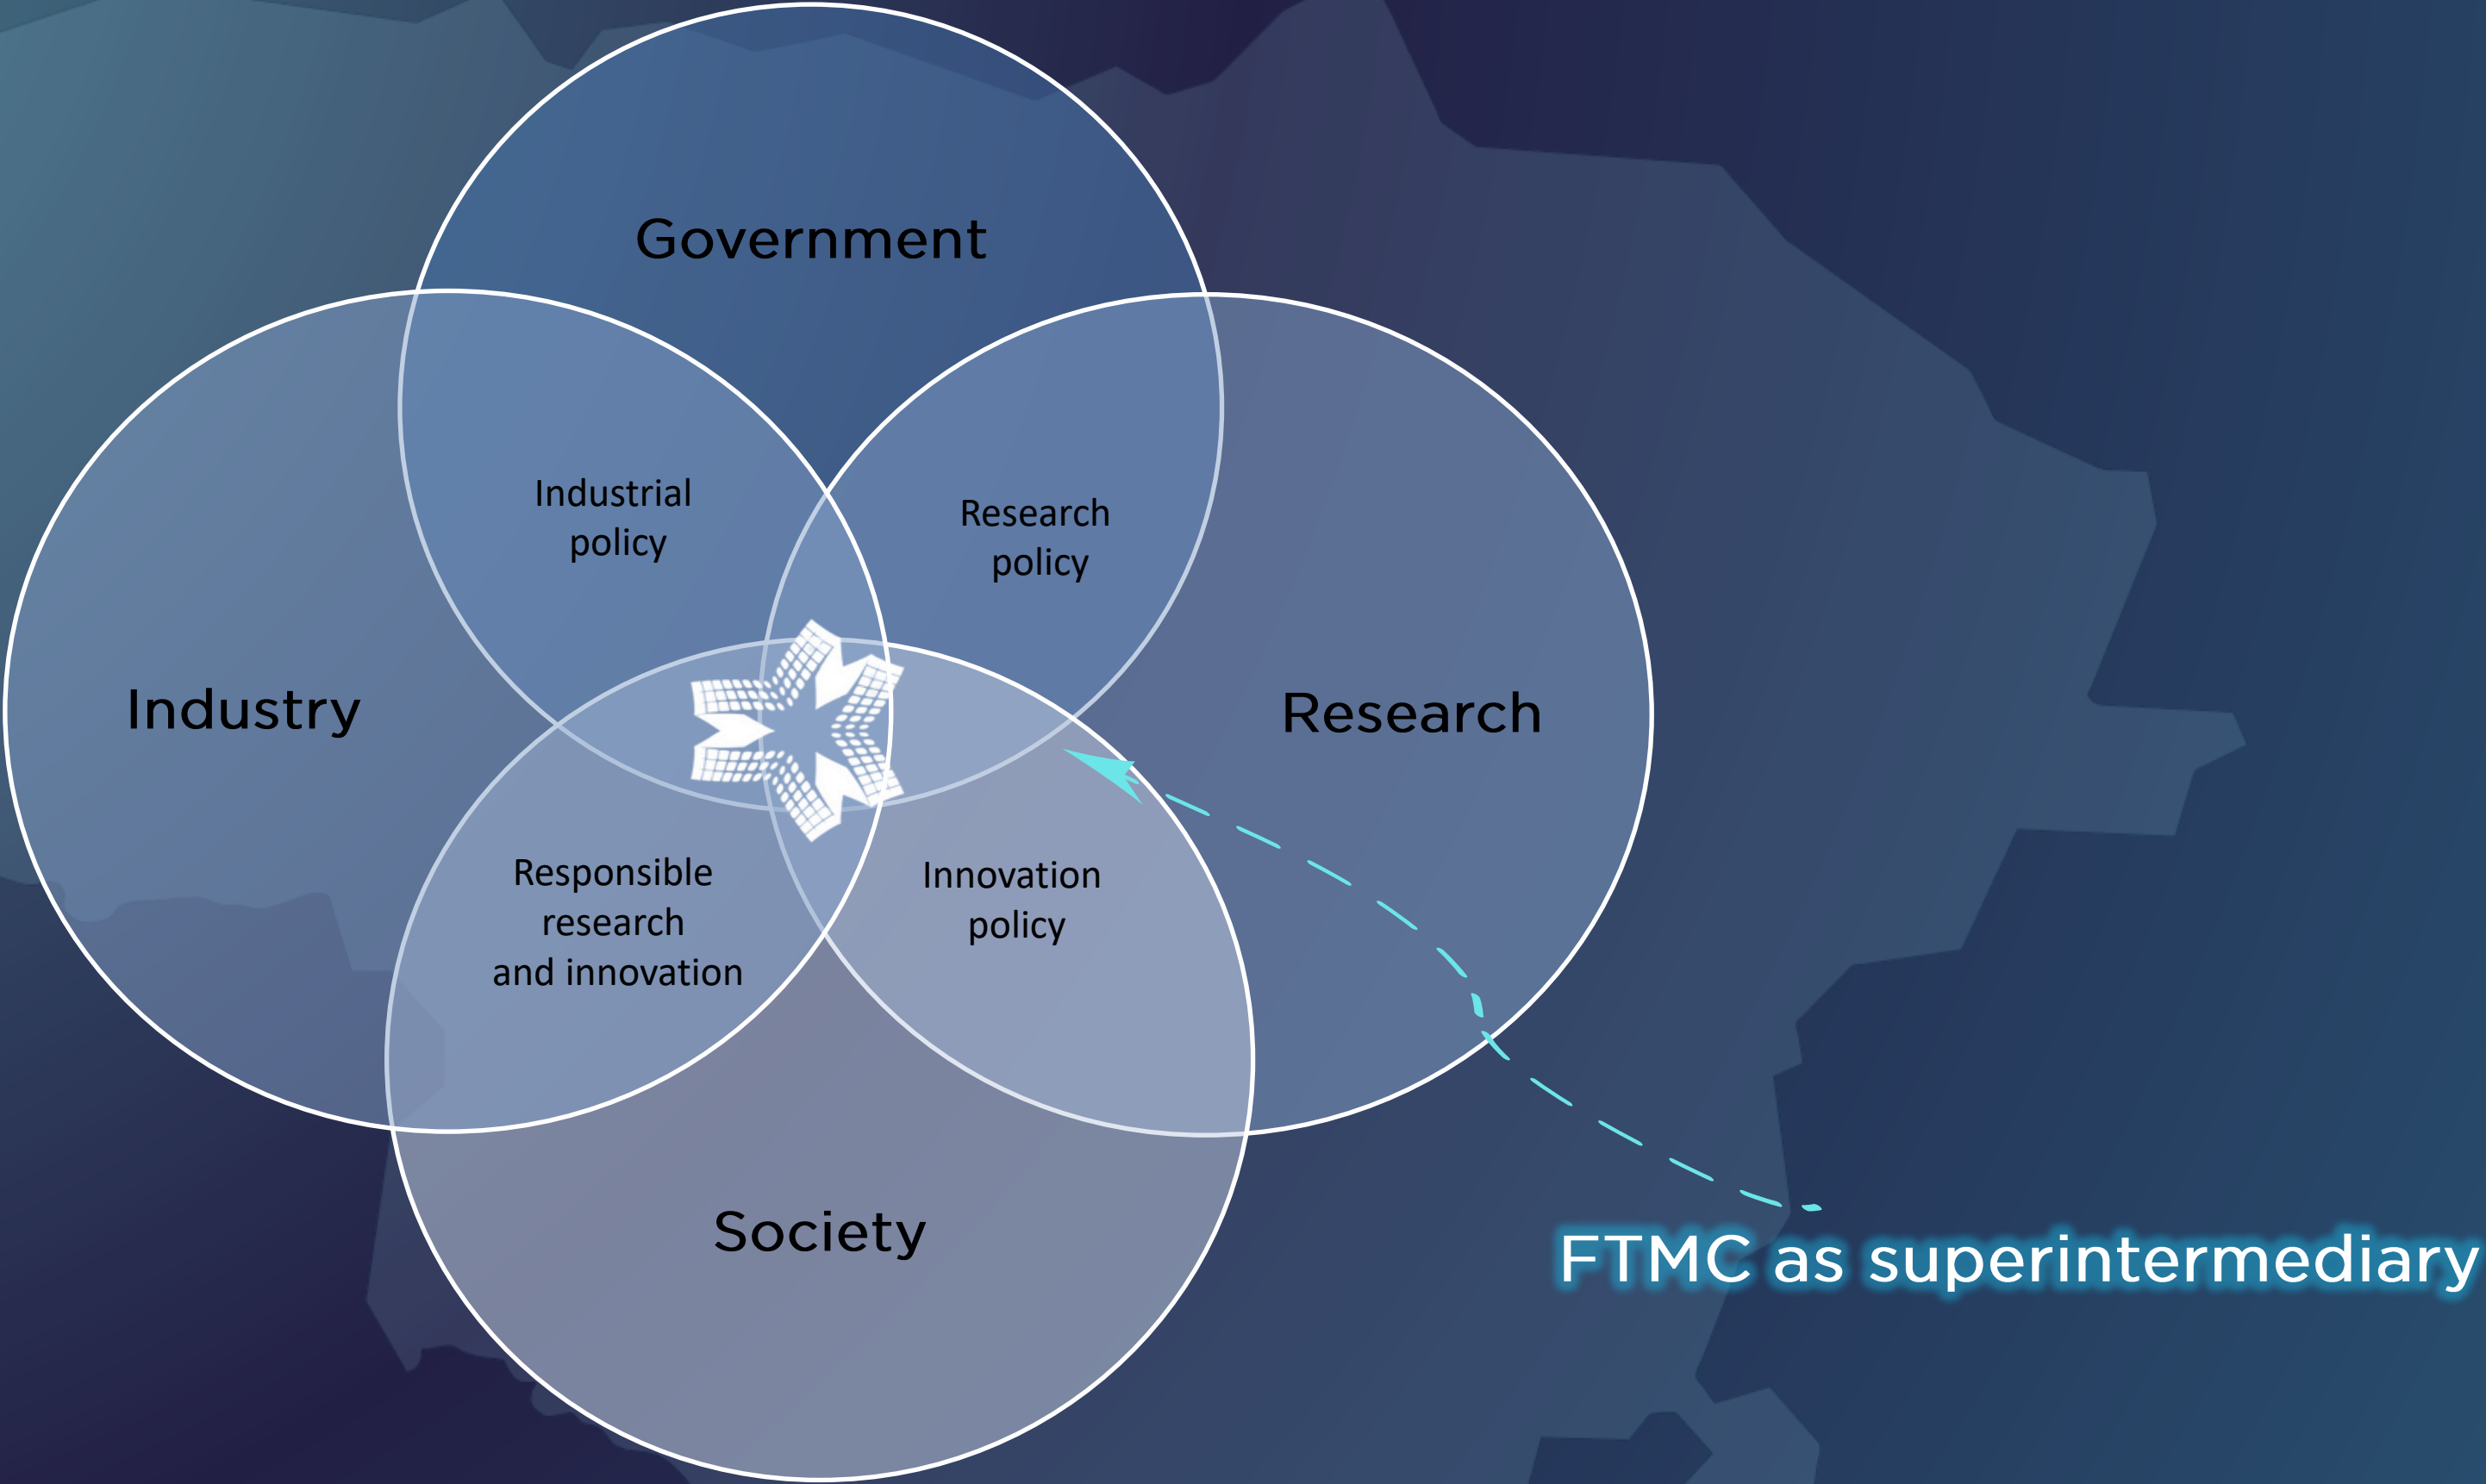 Government
Industrial
policy
Research
policy
Industry
Research
Responsible
research
and innovation
Innovation
policy
Society
FTMC as superintermediary